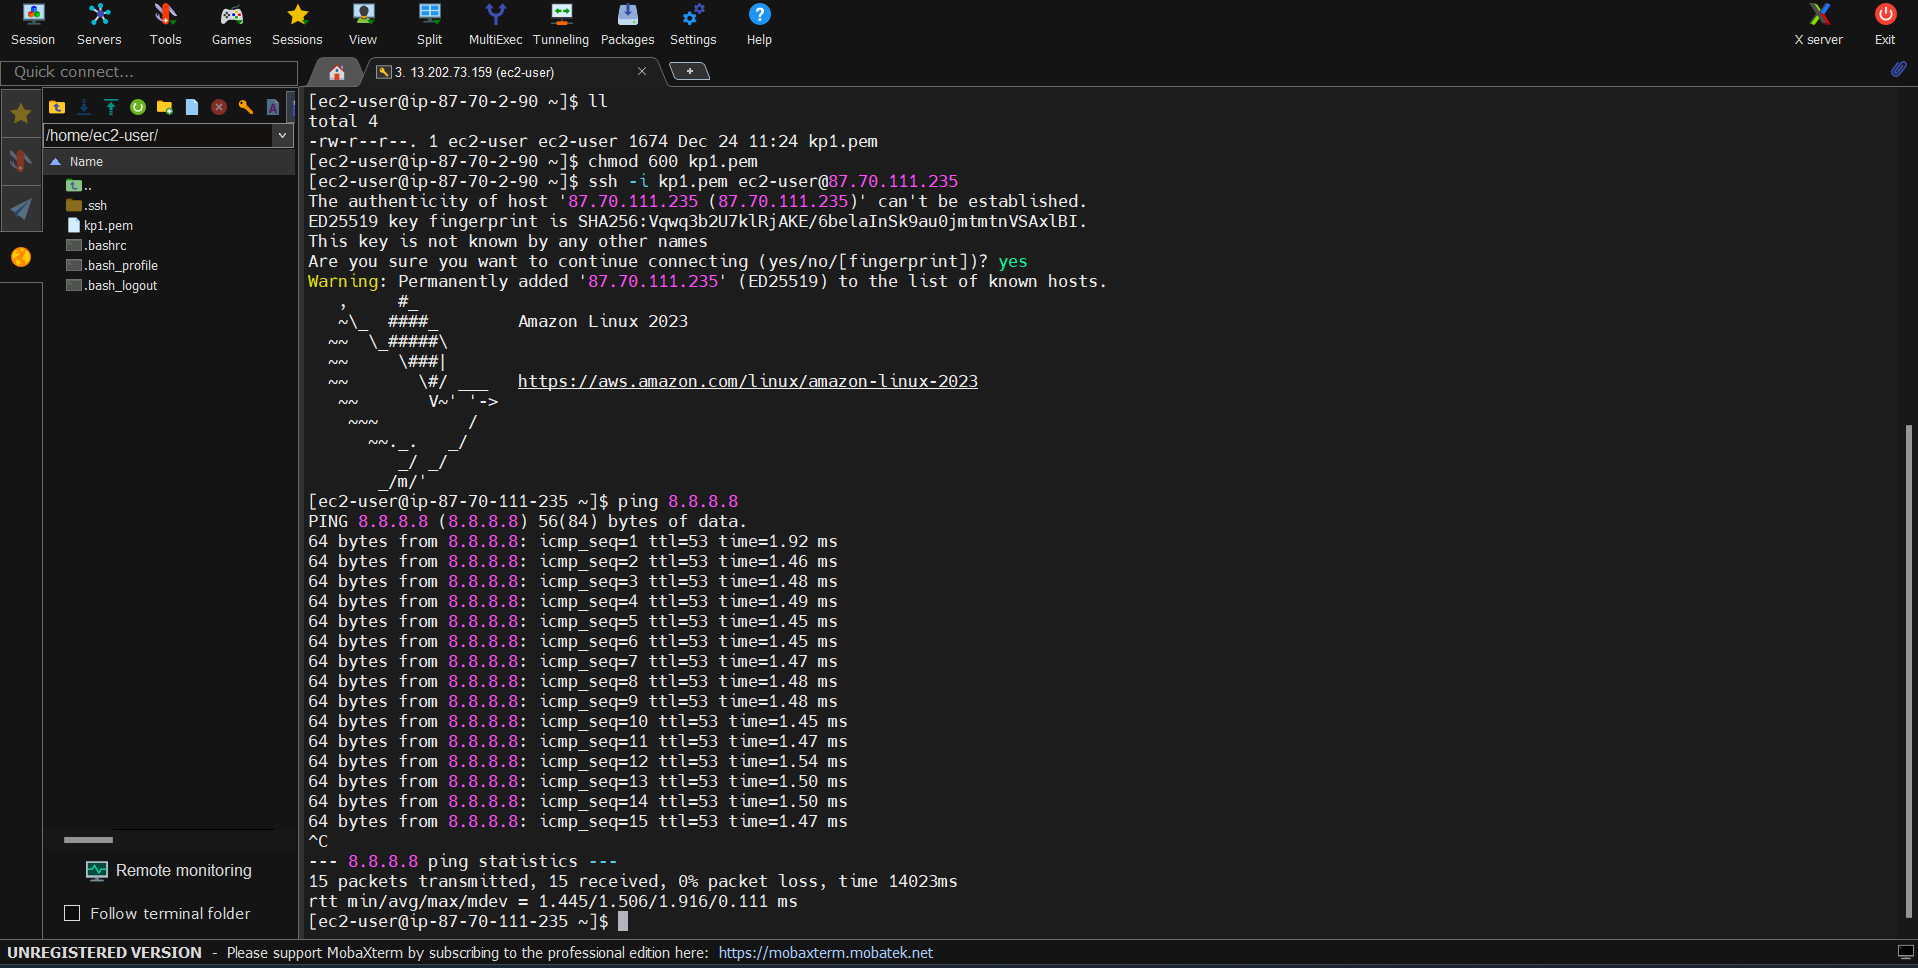 Session Servers Tools Games Sessions View Split MultiExec Tunneling Packages Settings Help X server Exit
Quick connect...
3. 13.202.73.159 (ec2-user)
/home/ec2-user/
Name
..
.ssh
kp1.pem
.bashrc
.bash_profile
.bash_logout
Remote monitoring
Follow terminal folder
[ec2-user@ip-87-70-2-90 ~]$ ll
total 4
-rw-r--r--. 1 ec2-user ec2-user 1674 Dec 24 11:24 kp1.pem
[ec2-user@ip-87-70-2-90 ~]$ chmod 600 kp1.pem
[ec2-user@ip-87-70-2-90 ~]$ ssh -i kp1.pem ec2-user@87.70.111.235
The authenticity of host '87.70.111.235 (87.70.111.235)' can't be established.
ED25519 key fingerprint is SHA256:Vqwq3b2U7klRjAKE/6belaInSk9au0jmtmtnVSAxlBI.
This key is not known by any other names
Are you sure you want to continue connecting (yes/no/[fingerprint])? yes
Warning: Permanently added '87.70.111.235' (ED25519) to the list of known hosts.
   ,     #_
   ~\_  ####_        Amazon Linux 2023
  ~~  \_#####\
  ~~     \###|
  ~~       \#/ ___   https://aws.amazon.com/linux/amazon-linux-2023
   ~~       V~' '->
    ~~~         /
      ~~._.   _/
         _/ _/
       _/m/'
[ec2-user@ip-87-70-111-235 ~]$ ping 8.8.8.8
PING 8.8.8.8 (8.8.8.8) 56(84) bytes of data.
64 bytes from 8.8.8.8: icmp_seq=1 ttl=53 time=1.92 ms
64 bytes from 8.8.8.8: icmp_seq=2 ttl=53 time=1.46 ms
64 bytes from 8.8.8.8: icmp_seq=3 ttl=53 time=1.48 ms
64 bytes from 8.8.8.8: icmp_seq=4 ttl=53 time=1.49 ms
64 bytes from 8.8.8.8: icmp_seq=5 ttl=53 time=1.45 ms
64 bytes from 8.8.8.8: icmp_seq=6 ttl=53 time=1.45 ms
64 bytes from 8.8.8.8: icmp_seq=7 ttl=53 time=1.47 ms
64 bytes from 8.8.8.8: icmp_seq=8 ttl=53 time=1.48 ms
64 bytes from 8.8.8.8: icmp_seq=9 ttl=53 time=1.48 ms
64 bytes from 8.8.8.8: icmp_seq=10 ttl=53 time=1.45 ms
64 bytes from 8.8.8.8: icmp_seq=11 ttl=53 time=1.47 ms
64 bytes from 8.8.8.8: icmp_seq=12 ttl=53 time=1.54 ms
64 bytes from 8.8.8.8: icmp_seq=13 ttl=53 time=1.50 ms
64 bytes from 8.8.8.8: icmp_seq=14 ttl=53 time=1.50 ms
64 bytes from 8.8.8.8: icmp_seq=15 ttl=53 time=1.47 ms
^C
--- 8.8.8.8 ping statistics ---
15 packets transmitted, 15 received, 0% packet loss, time 14023ms
rtt min/avg/max/mdev = 1.445/1.506/1.916/0.111 ms
[ec2-user@ip-87-70-111-235 ~]$
UNREGISTERED VERSION - Please support MobaXterm by subscribing to the professional edition here: https://mobaxterm.mobatek.net